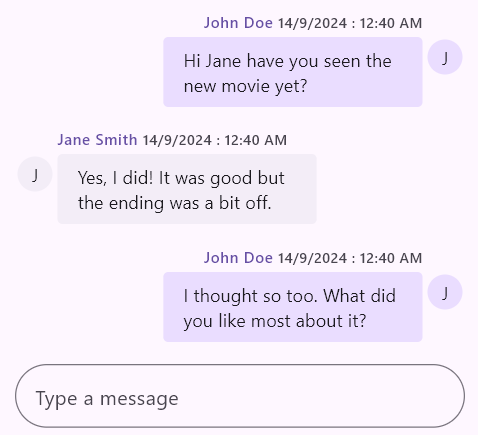 John Doe 14/9/2024 : 12:40 AM
Hi Jane have you seen the
new movie yet?
J
Jane Smith 14/9/2024 : 12:40 AM
J
Yes, I did! It was good but
the ending was a bit off.
John Doe 14/9/2024 : 12:40 AM
I thought so too. What did
you like most about it?
J
Type a message